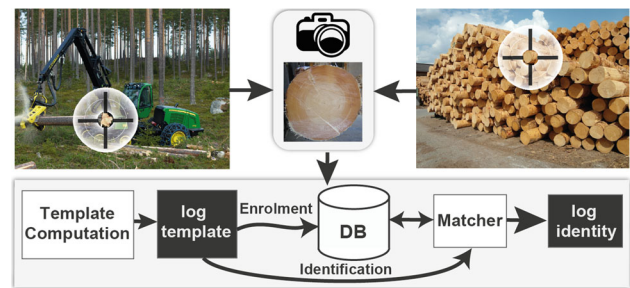 Template
Computation
log
template
Enrolment
DB
Identification
Matcher
log
identity